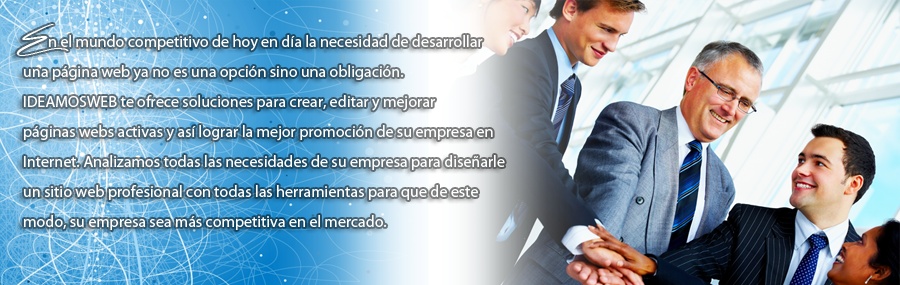 En el mundo competitivo de hoy en día la necesidad de desarrollar
una página web ya no es una opción sino una obligación.
IDEAMOSWEB te ofrece soluciones para crear, editar y mejorar
páginas webs activas y así lograr la mejor promoción de su empresa en
Internet. Analizamos todas las necesidades de su empresa para diseñarle
un sitio web profesional con todas las herramientas para que de este
modo, su empresa sea más competitiva en el mercado.